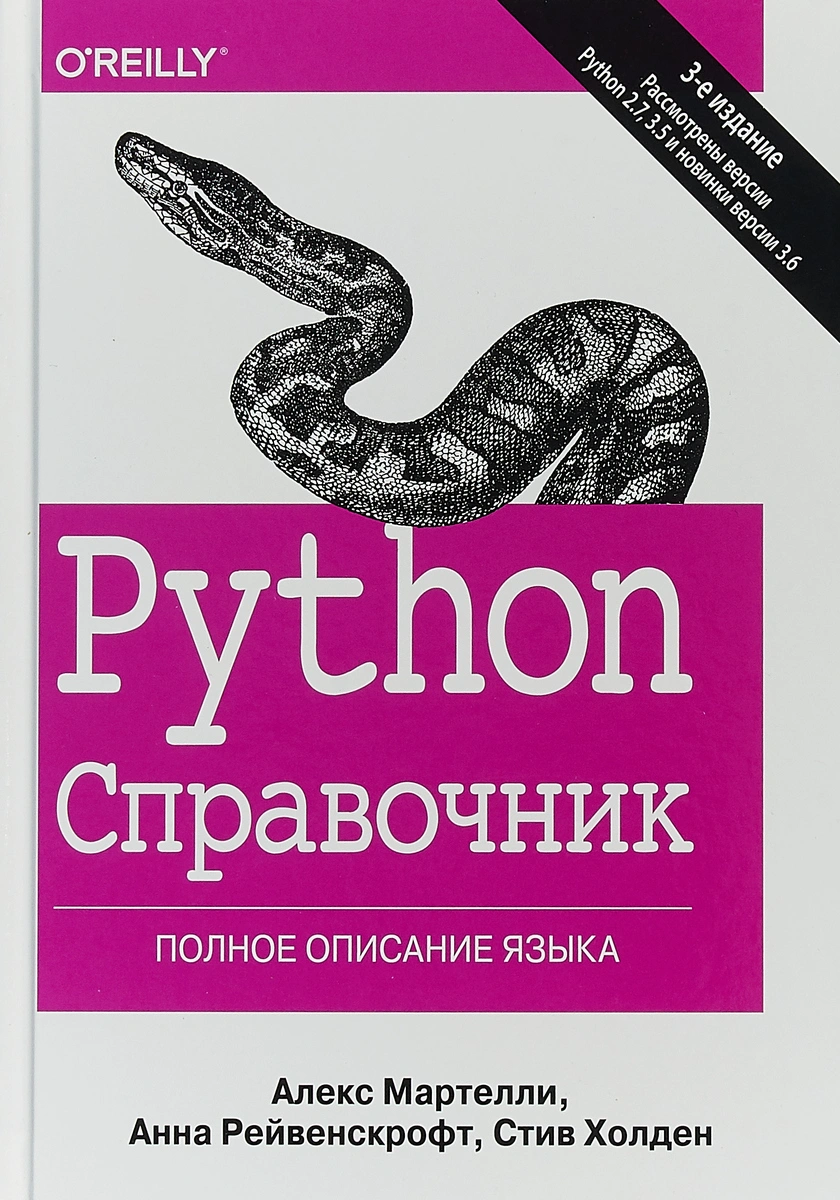 O'REILLY®
3-е издание
Рассмотрены версии
Python 2.7, 3.5 и новинки версии 3.6
Python
Справочник
ПОЛНОЕ ОПИСАНИЕ ЯЗЫКА
Алекс Мартелли,
Анна Рейвенскрофт, Стив Холден